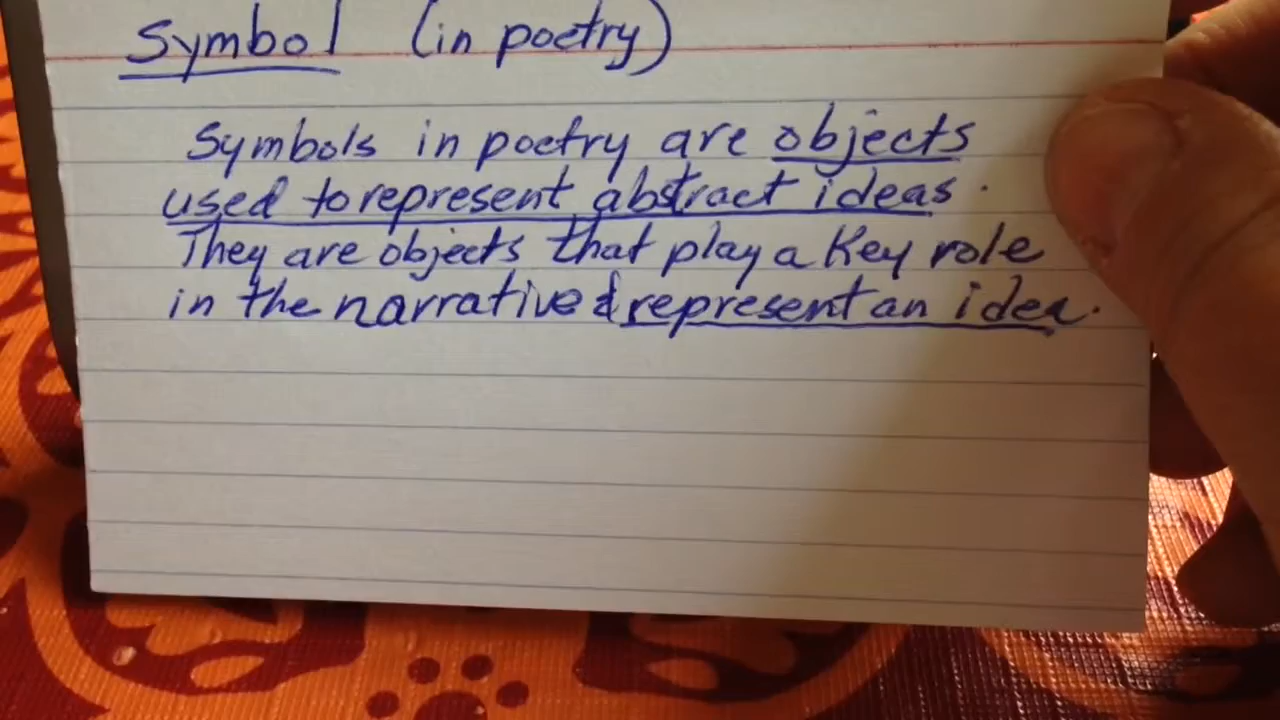 Symbol (in poetry)
Symbols in poetry are objects
used to represent abstract ideas.
They are objects that play a key role
in the narrative & represent an idea.